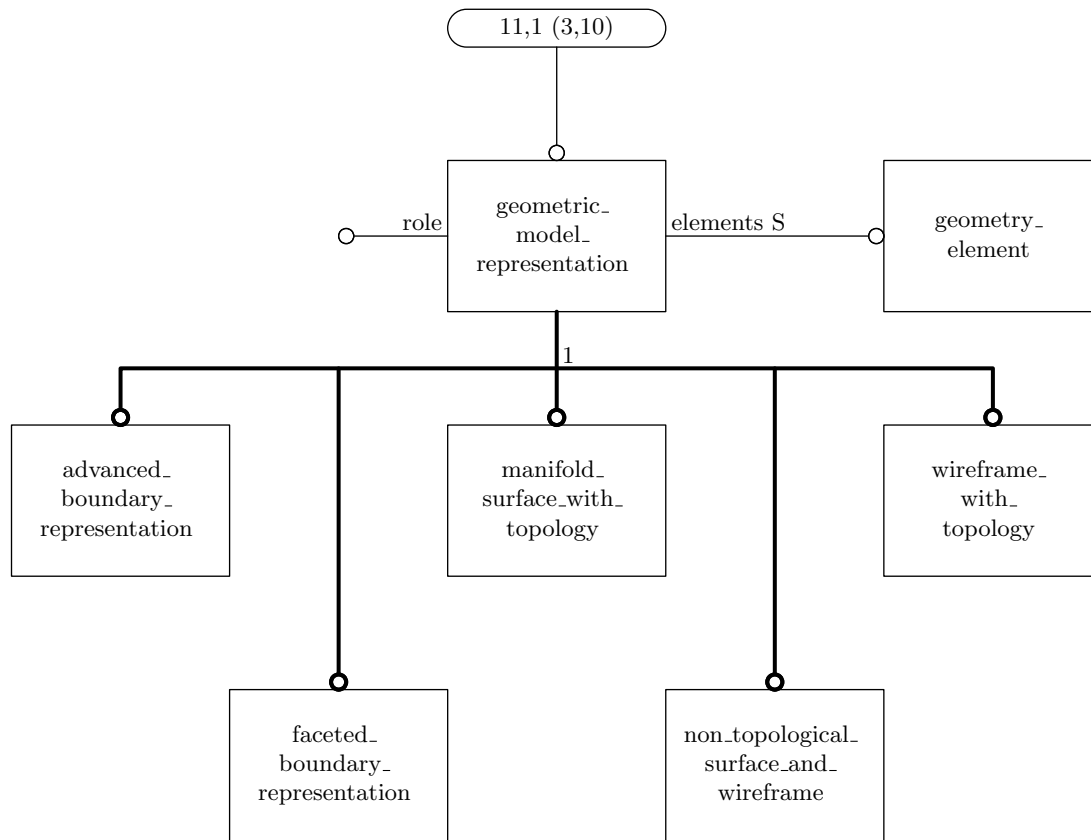 11,1 (3,10)
geometric_
model_
representation
role
elements S
geometry_
element
1
advanced_
boundary_
representation
manifold_
surface_with_
topology
wireframe_
with_
topology
faceted_
boundary_
representation
non_topological_
surface_and_
wireframe